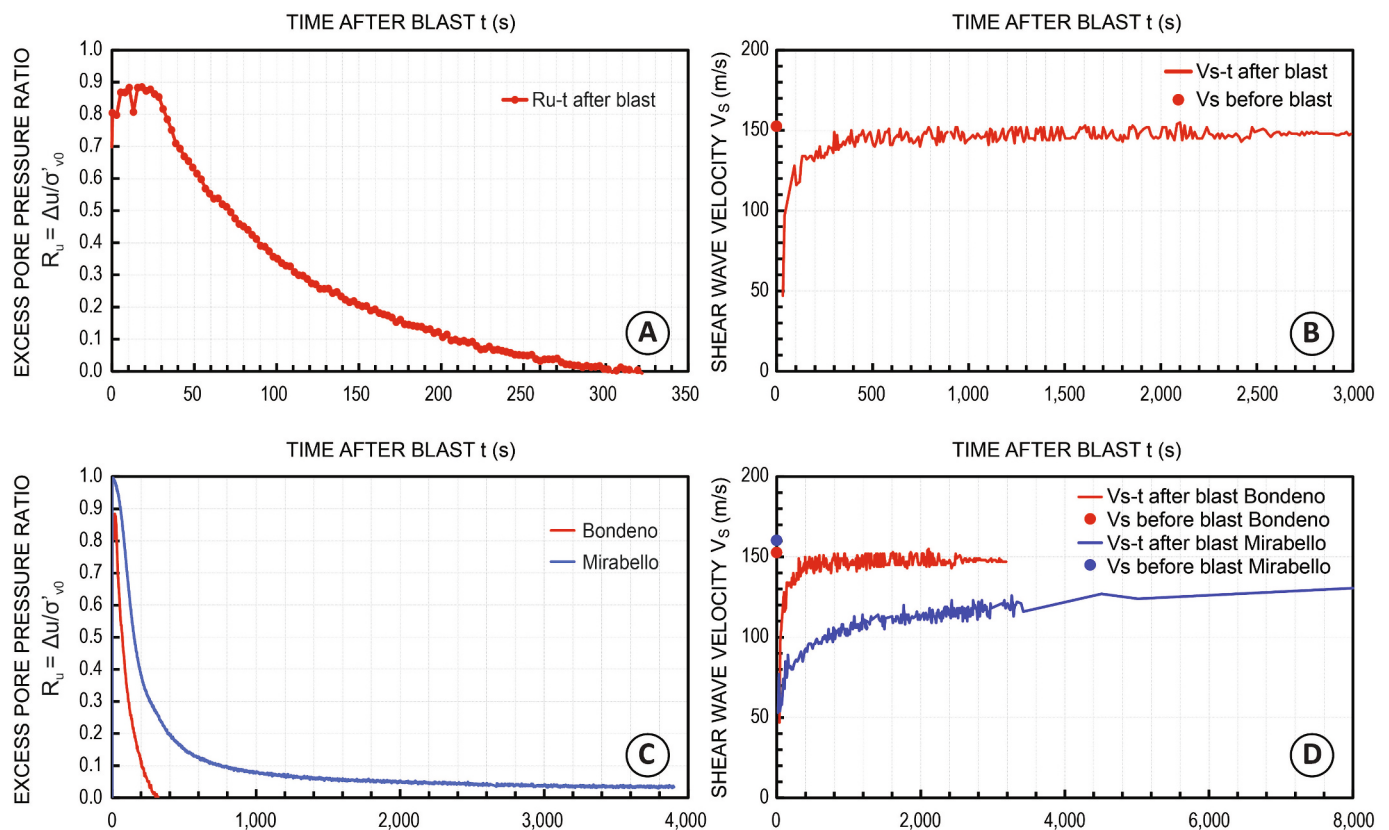 TIME AFTER BLAST t (s)
EXCESS PORE PRESSURE RATIO
R_u = Δu/σ'_v0
1.0
0.9
0.8
0.7
0.6
0.5
0.4
0.3
0.2
0.1
0.0
Ru-t after blast
A
0 50 100 150 200 250 300 350
TIME AFTER BLAST t (s)
SHEAR WAVE VELOCITY V_S (m/s)
200
150
100
50
0
Vs-t after blast
Vs before blast
B
0 500 1,000 1,500 2,000 2,500 3,000
TIME AFTER BLAST t (s)
EXCESS PORE PRESSURE RATIO
R_u = Δu/σ'_v0
1.0
0.9
0.8
0.7
0.6
0.5
0.4
0.3
0.2
0.1
0.0
Bondeno
Mirabello
C
0 1,000 2,000 3,000 4,000
TIME AFTER BLAST t (s)
SHEAR WAVE VELOCITY V_S (m/s)
200
150
100
50
0
Vs-t after blast Bondeno
Vs before blast Bondeno
Vs-t after blast Mirabello
Vs before blast Mirabello
D
0 2,000 4,000 6,000 8,000